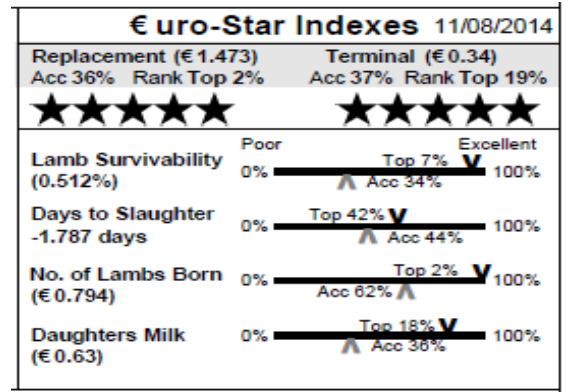 €uro-Star Indexes 11/08/2014
Replacement (€1.473) Terminal (€0.34)
Acc 36% Rank Top 2% Acc 37% Rank Top 19%
Poor Excellent
Lamb Survivability (0.512%) 0% Top 7% Acc 34% 100%
Days to Slaughter -1.787 days 0% Top 42% Acc 44% 100%
No. of Lambs Born (€0.794) 0% Top 2% Acc 62% 100%
Daughters Milk (€0.63) 0% Top 18% Acc 36% 100%